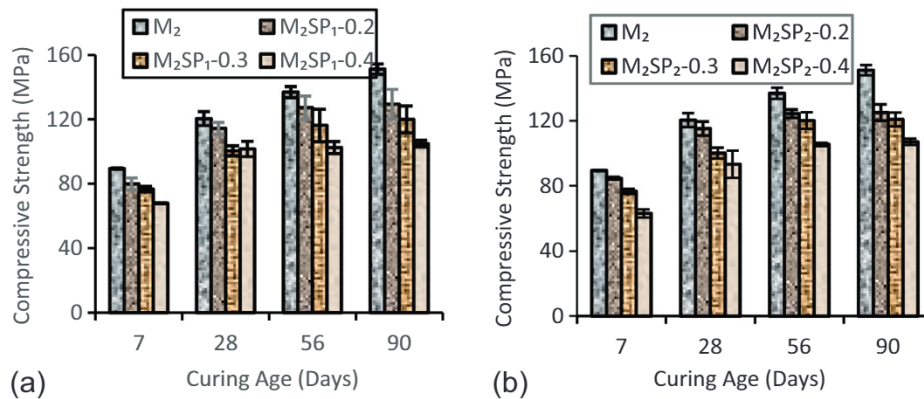 M₂ M₂SP₁-0.2
M₂SP₁-0.3 M₂SP₁-0.4
Compressive Strength (MPa)
160
120
80
40
0
7 28 56 90
Curing Age (Days)
(a)
M₂ M₂SP₂-0.2
M₂SP₂-0.3 M₂SP₂-0.4
Compressive Strength (MPa)
160
120
80
40
0
7 28 56 90
Curing Age (Days)
(b)